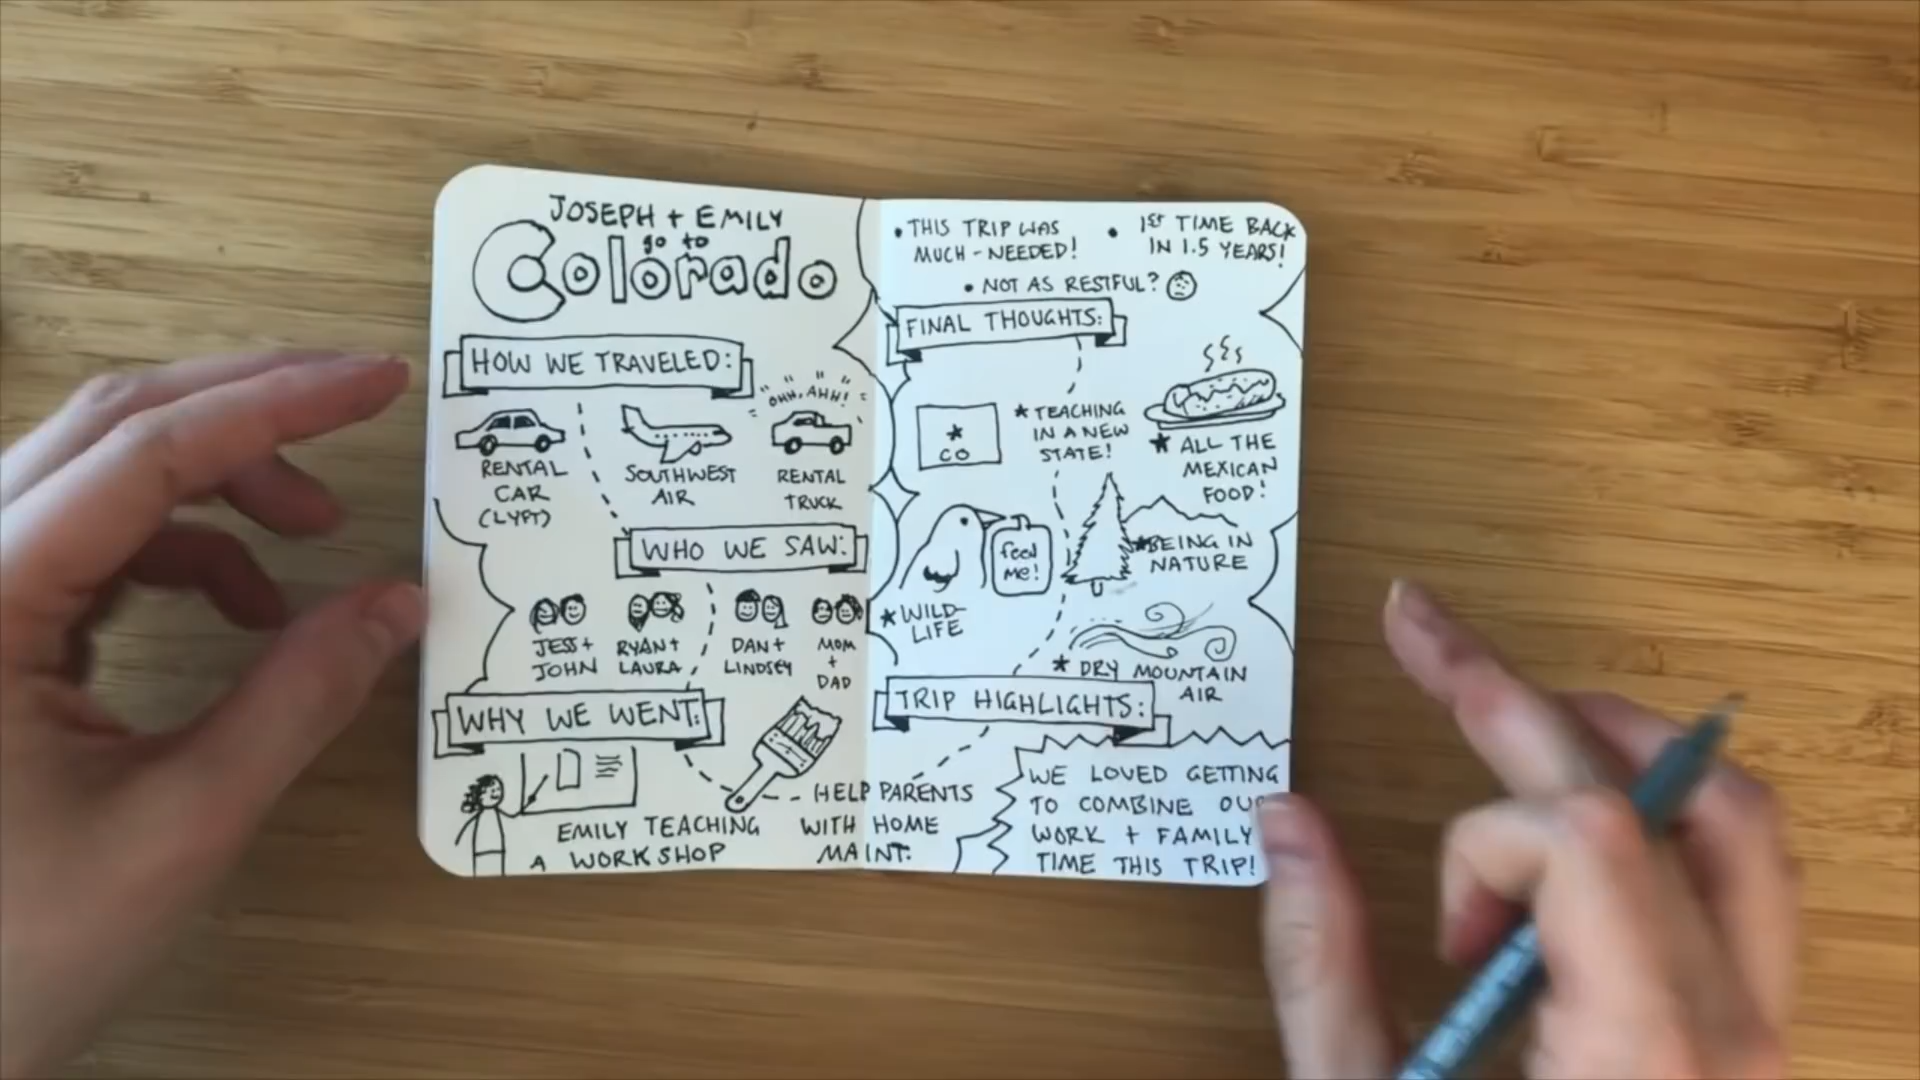 JOSEPH + EMILY
go to
Colorado
HOW WE TRAVELED:
RENTAL
CAR
(LYFT)
SOUTHWEST
AIR
OHH, AHH!
RENTAL
TRUCK
WHO WE SAW:
JESS +
JOHN
RYAN +
LAURA
DAN +
LINDSEY
MOM
+
DAD
WHY WE WENT:
EMILY TEACHING
A WORKSHOP
HELP PARENTS
WITH HOME
MAINT.
• THIS TRIP WAS
MUCH-NEEDED!
• 1st TIME BACK
IN 1.5 YEARS!
• NOT AS RESTFUL?
FINAL THOUGHTS:
CO
* TEACHING
IN A NEW
STATE!
* ALL THE
MEXICAN
FOOD!
feed
me!
* WILD-
LIFE
* BEING IN
NATURE
* DRY MOUNTAIN
AIR
TRIP HIGHLIGHTS:
WE LOVED GETTING
TO COMBINE OUR
WORK + FAMILY
TIME THIS TRIP!